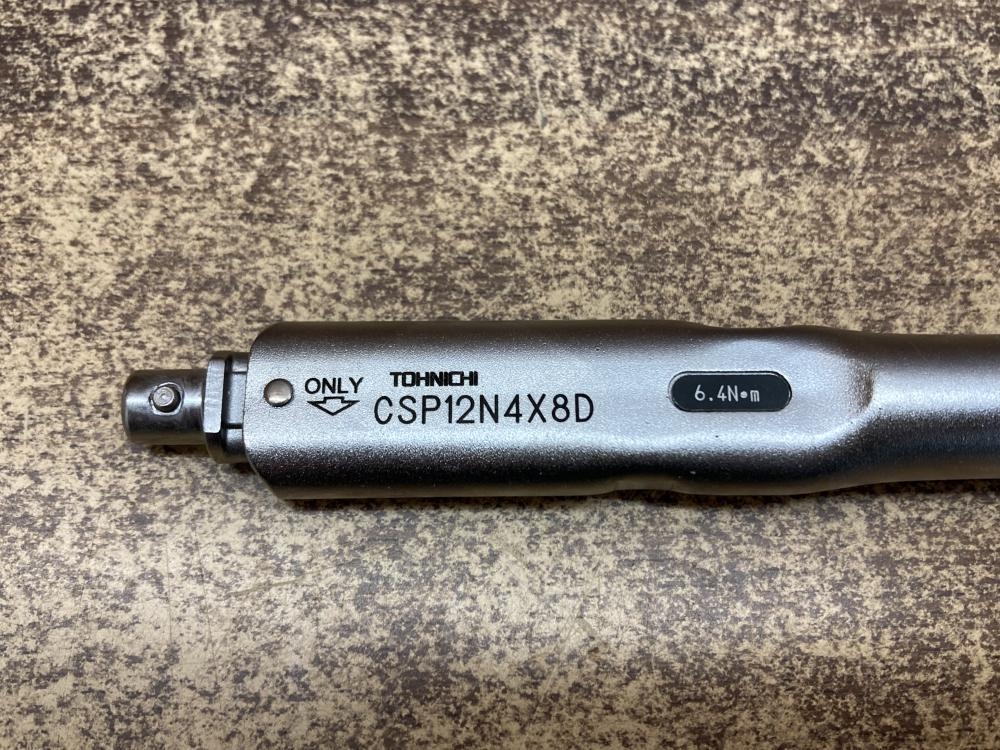 ONLY
TOHNICHI
CSP12N4X8D
6.4N•m